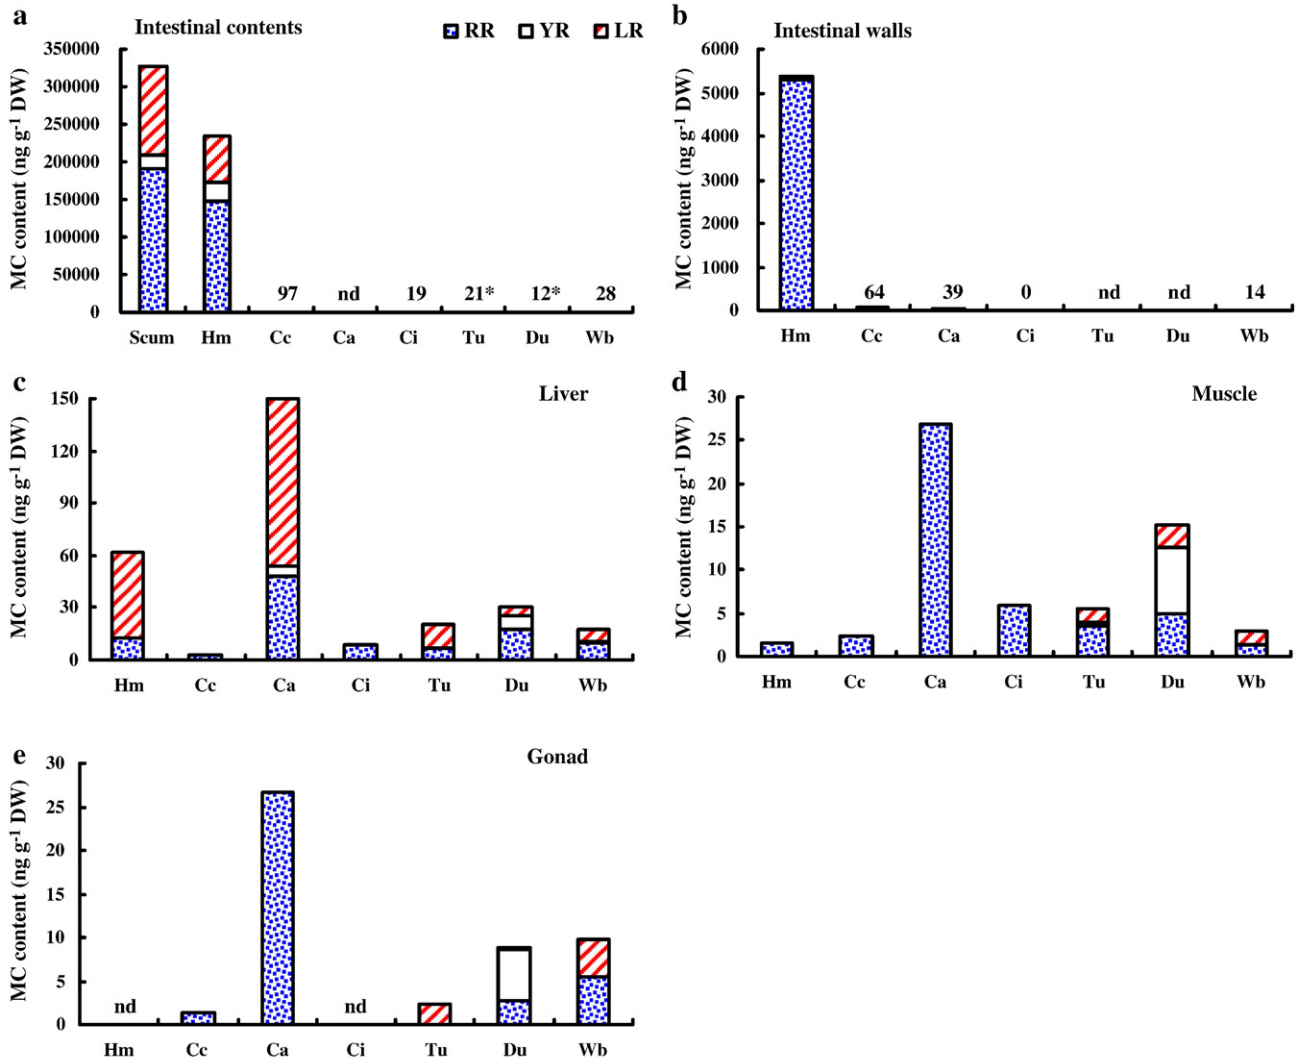 a
Intestinal contents
RR YR LR
MC content (ng g-1 DW)
350000
300000
250000
200000
150000
100000
50000
0
97 nd 19 21* 12* 28
Scum Hm Cc Ca Ci Tu Du Wb
b
Intestinal walls
MC content (ng g-1 DW)
6000
5000
4000
3000
2000
1000
0
64 39 0 nd nd 14
Hm Cc Ca Ci Tu Du Wb
c
Liver
MC content (ng g-1 DW)
150
120
90
60
30
0
Hm Cc Ca Ci Tu Du Wb
d
Muscle
MC content (ng g-1 DW)
30
25
20
15
10
5
0
Hm Cc Ca Ci Tu Du Wb
e
Gonad
MC content (ng g-1 DW)
30
25
20
15
10
5
0
nd nd
Hm Cc Ca Ci Tu Du Wb